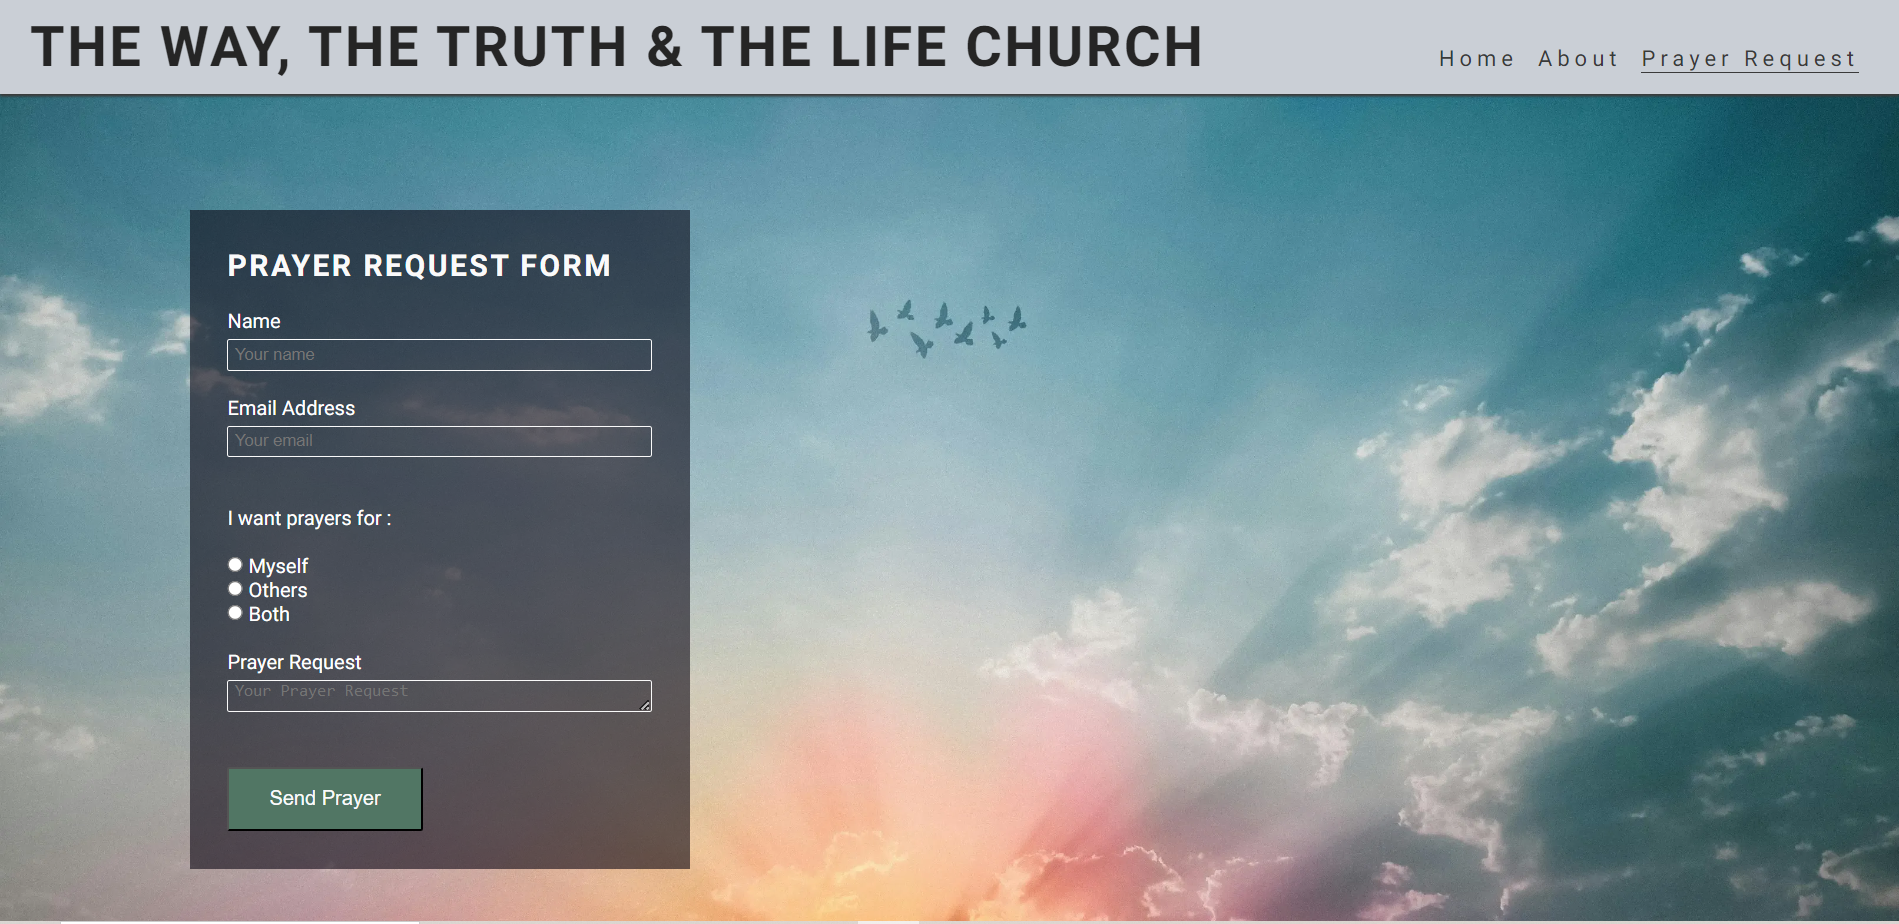 THE WAY, THE TRUTH & THE LIFE CHURCH
Home About Prayer Request
PRAYER REQUEST FORM
Name
Your name
Email Address
Your email
I want prayers for :
Myself
Others
Both
Prayer Request
Your Prayer Request
Send Prayer